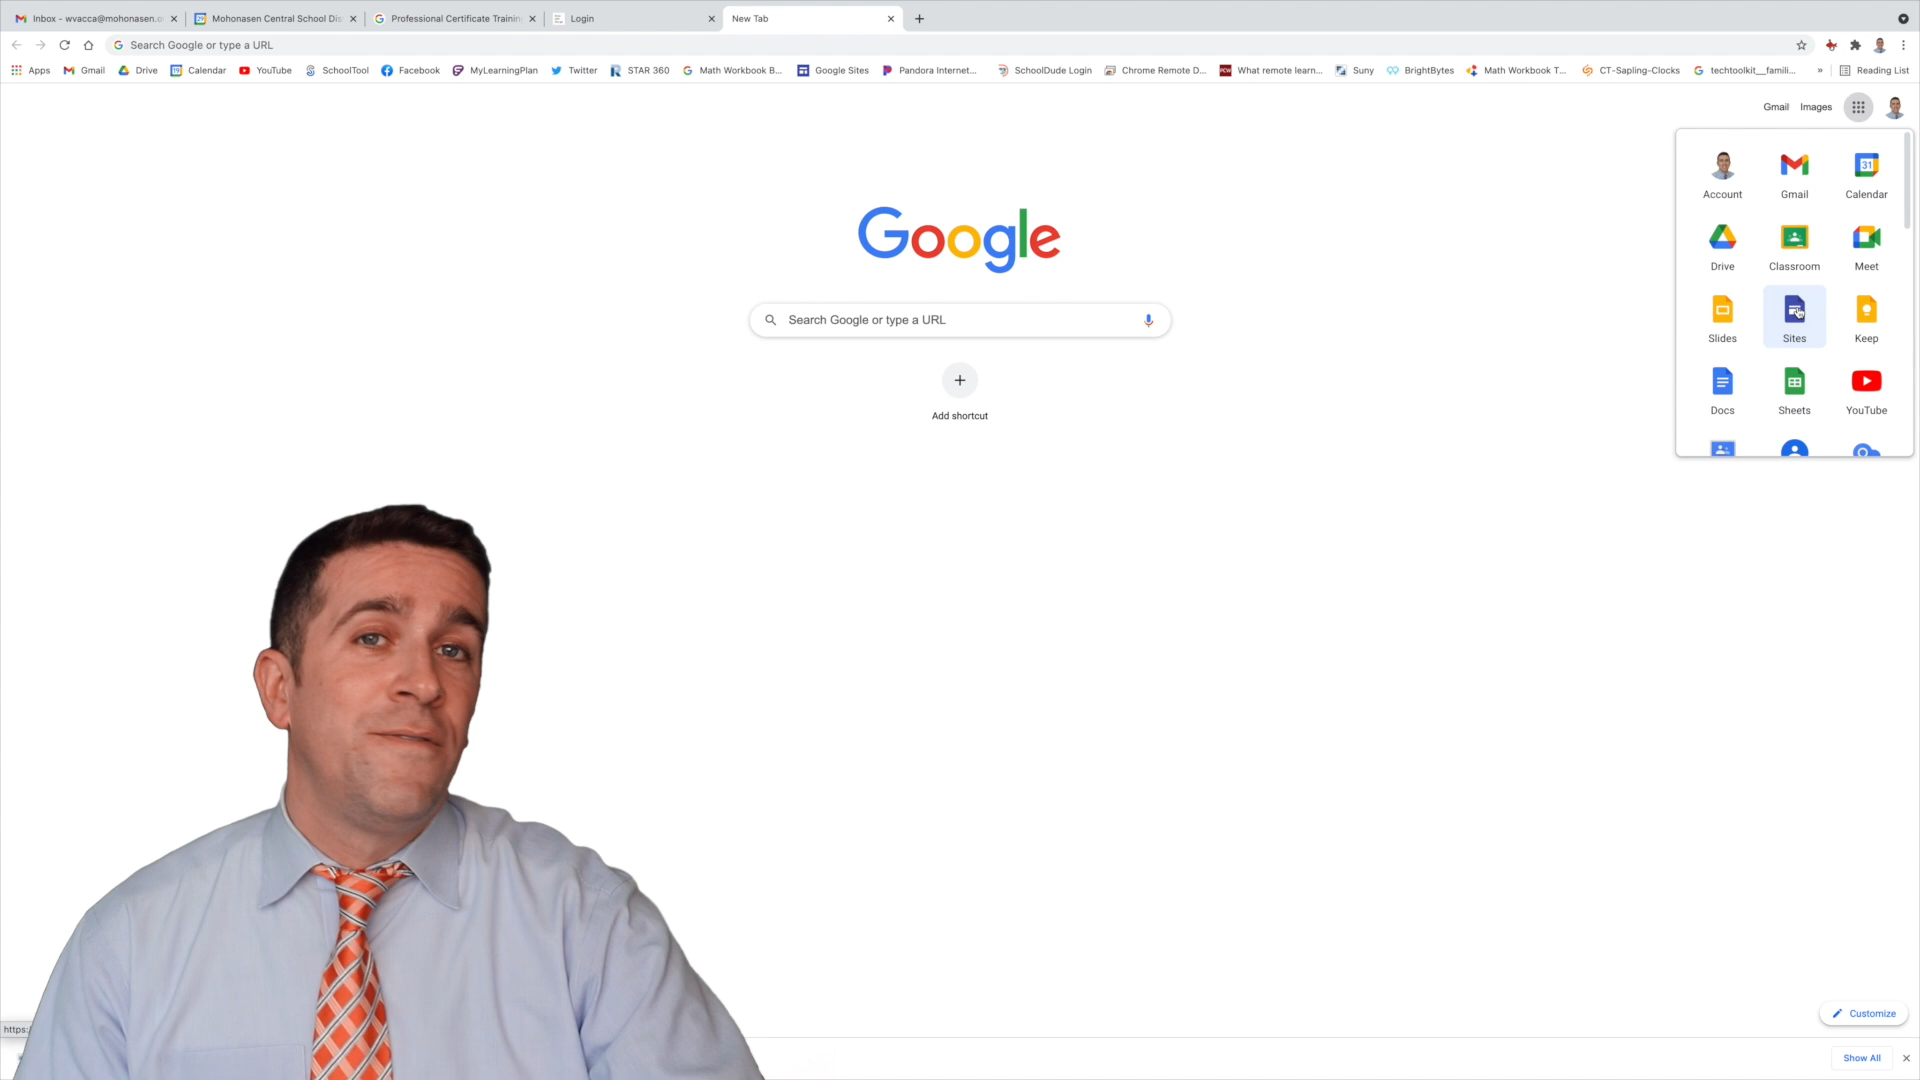 Inbox - wvacca@mohonasen.o
Mohonasen Central School Dis
Professional Certificate Trainin
Login
New Tab
Search Google or type a URL
Apps
Gmail
Drive
Calendar
YouTube
SchoolTool
Facebook
MyLearningPlan
Twitter
STAR 360
Math Workbook B...
Google Sites
Pandora Internet...
SchoolDude Login
Chrome Remote D...
What remote learn...
Suny
BrightBytes
Math Workbook T...
CT-Sapling-Clocks
techtoolkit__famili...
»
Reading List
Gmail
Images
Account
Gmail
31
Calendar
Drive
Classroom
Meet
Slides
Sites
Keep
Docs
Sheets
YouTube
Google
Search Google or type a URL
Add shortcut
Customize
https:
Show All